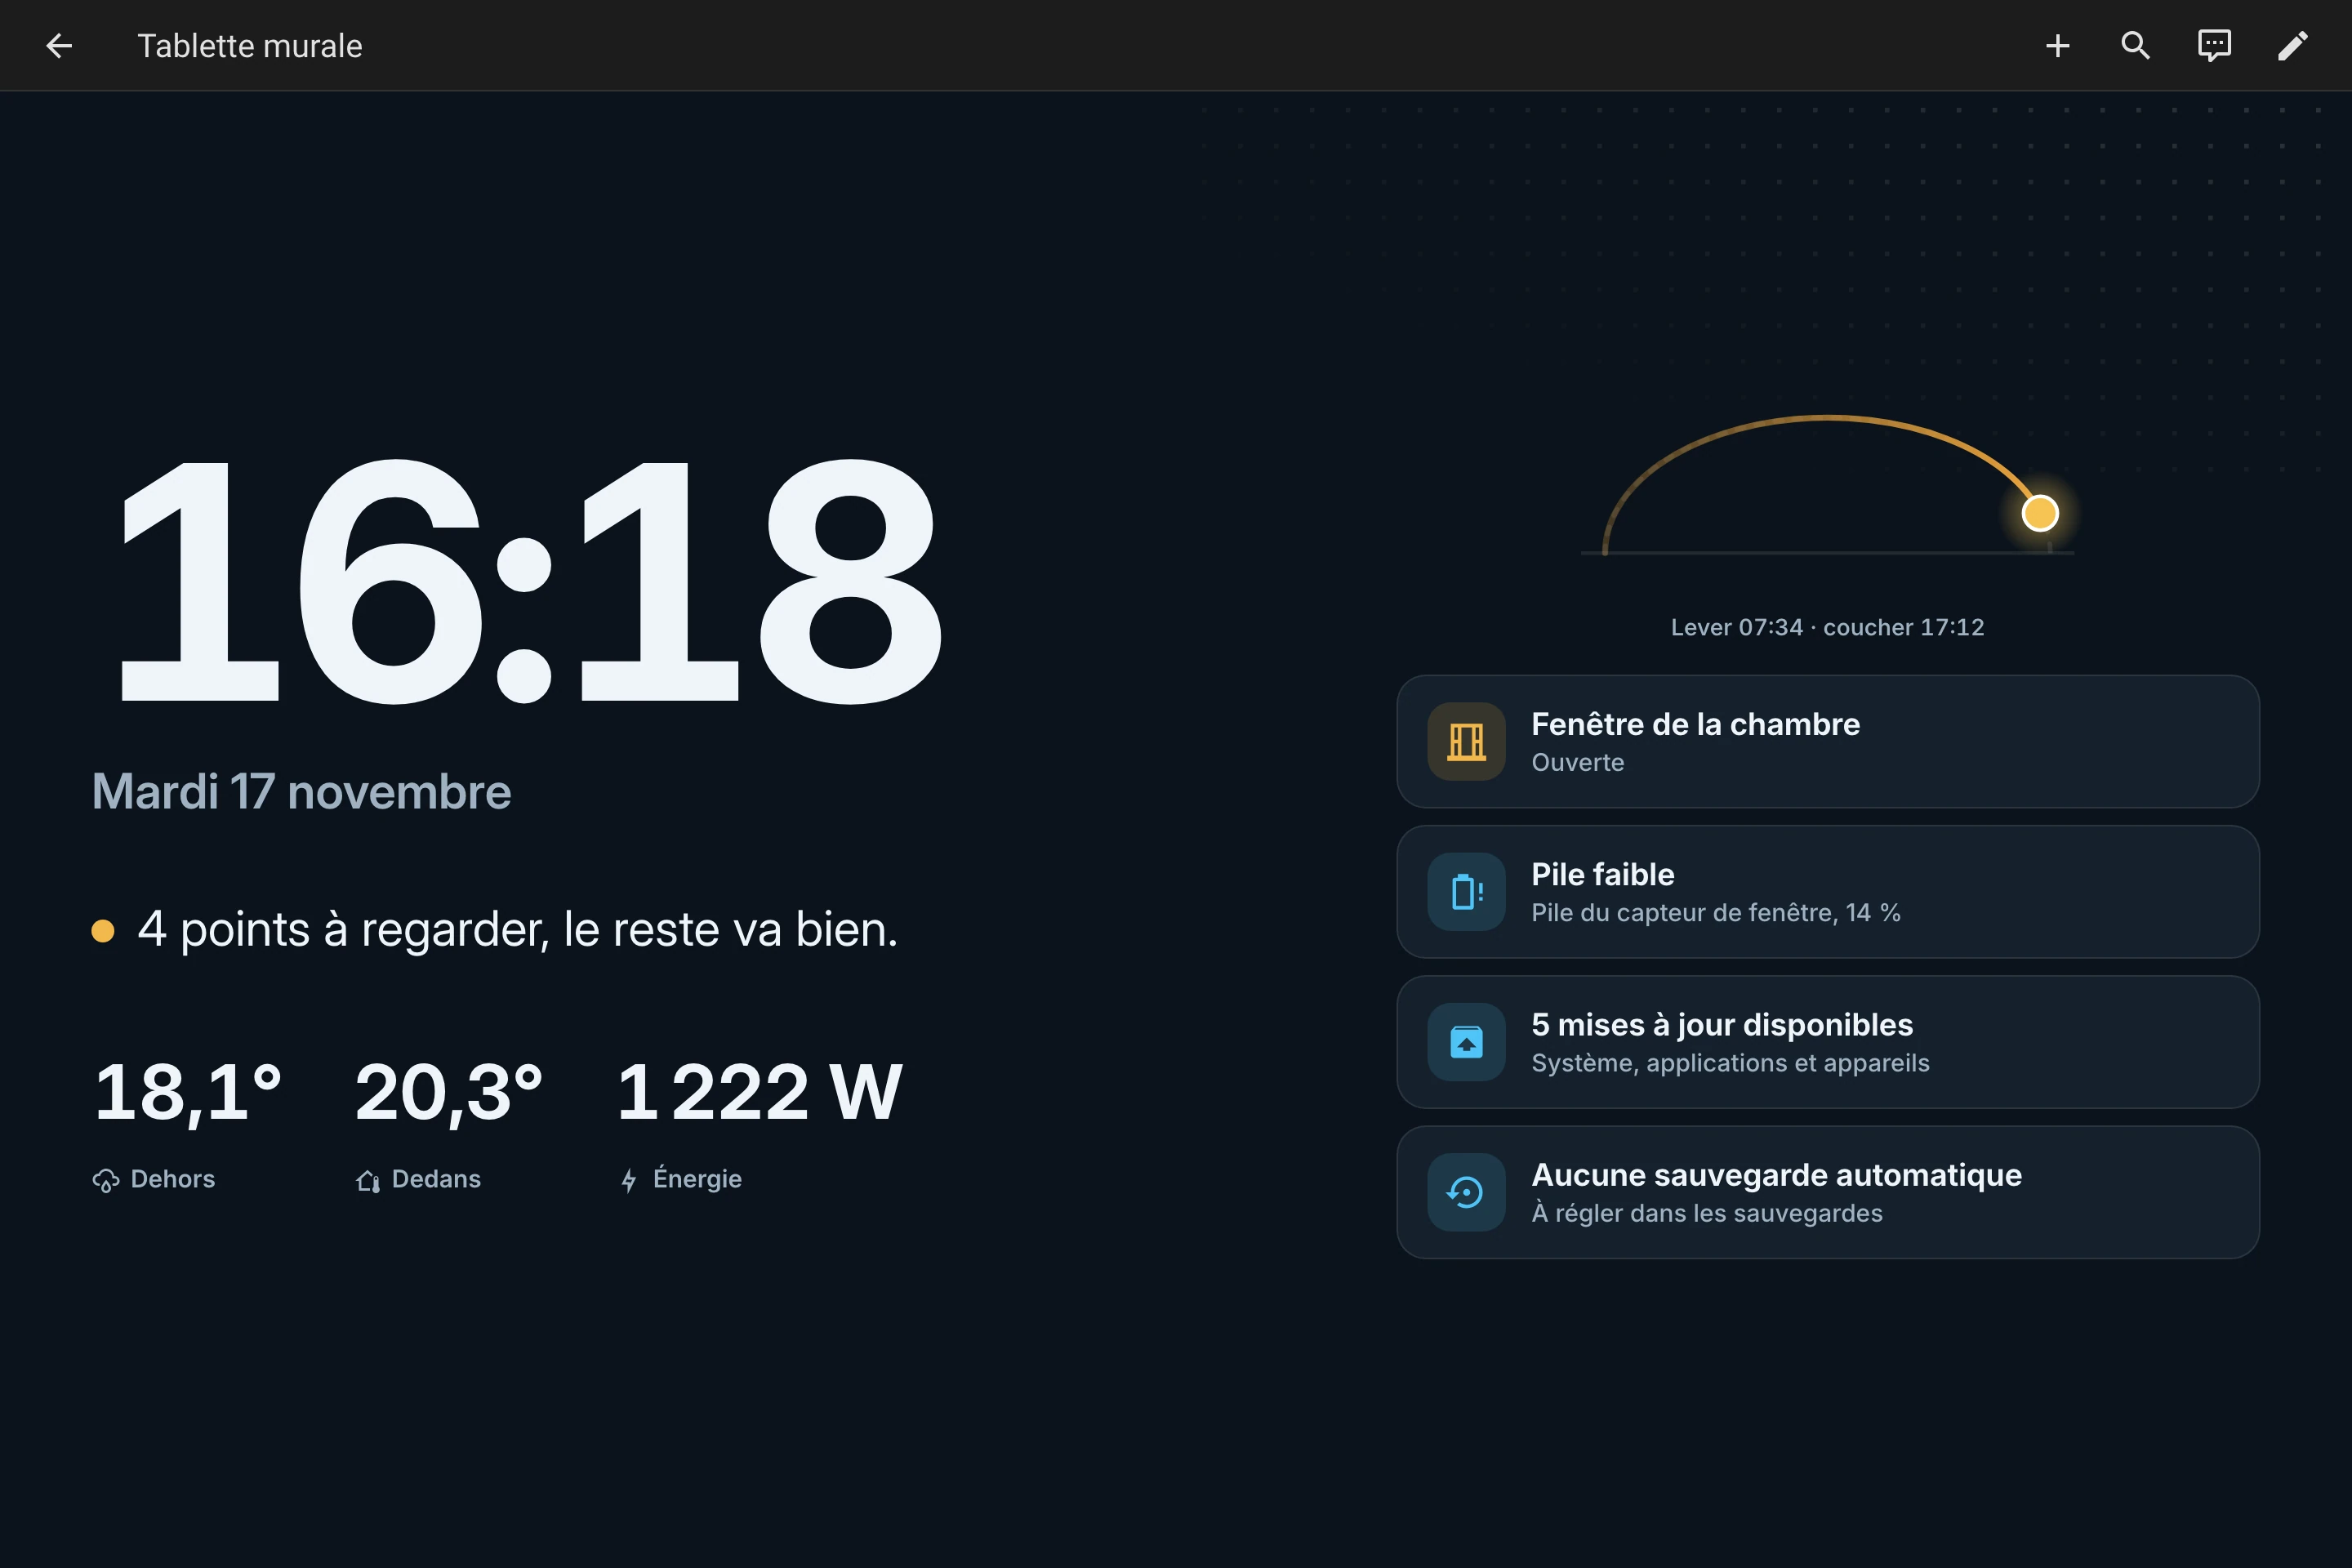 Tablette murale
16:18
Mardi 17 novembre
4 points à regarder, le reste va bien.
18,1°
Dehors
20,3°
Dedans
1 222 W
Énergie
Lever 07:34 · coucher 17:12
Fenêtre de la chambre
Ouverte
Pile faible
Pile du capteur de fenêtre, 14 %
5 mises à jour disponibles
Système, applications et appareils
Aucune sauvegarde automatique
À régler dans les sauvegardes